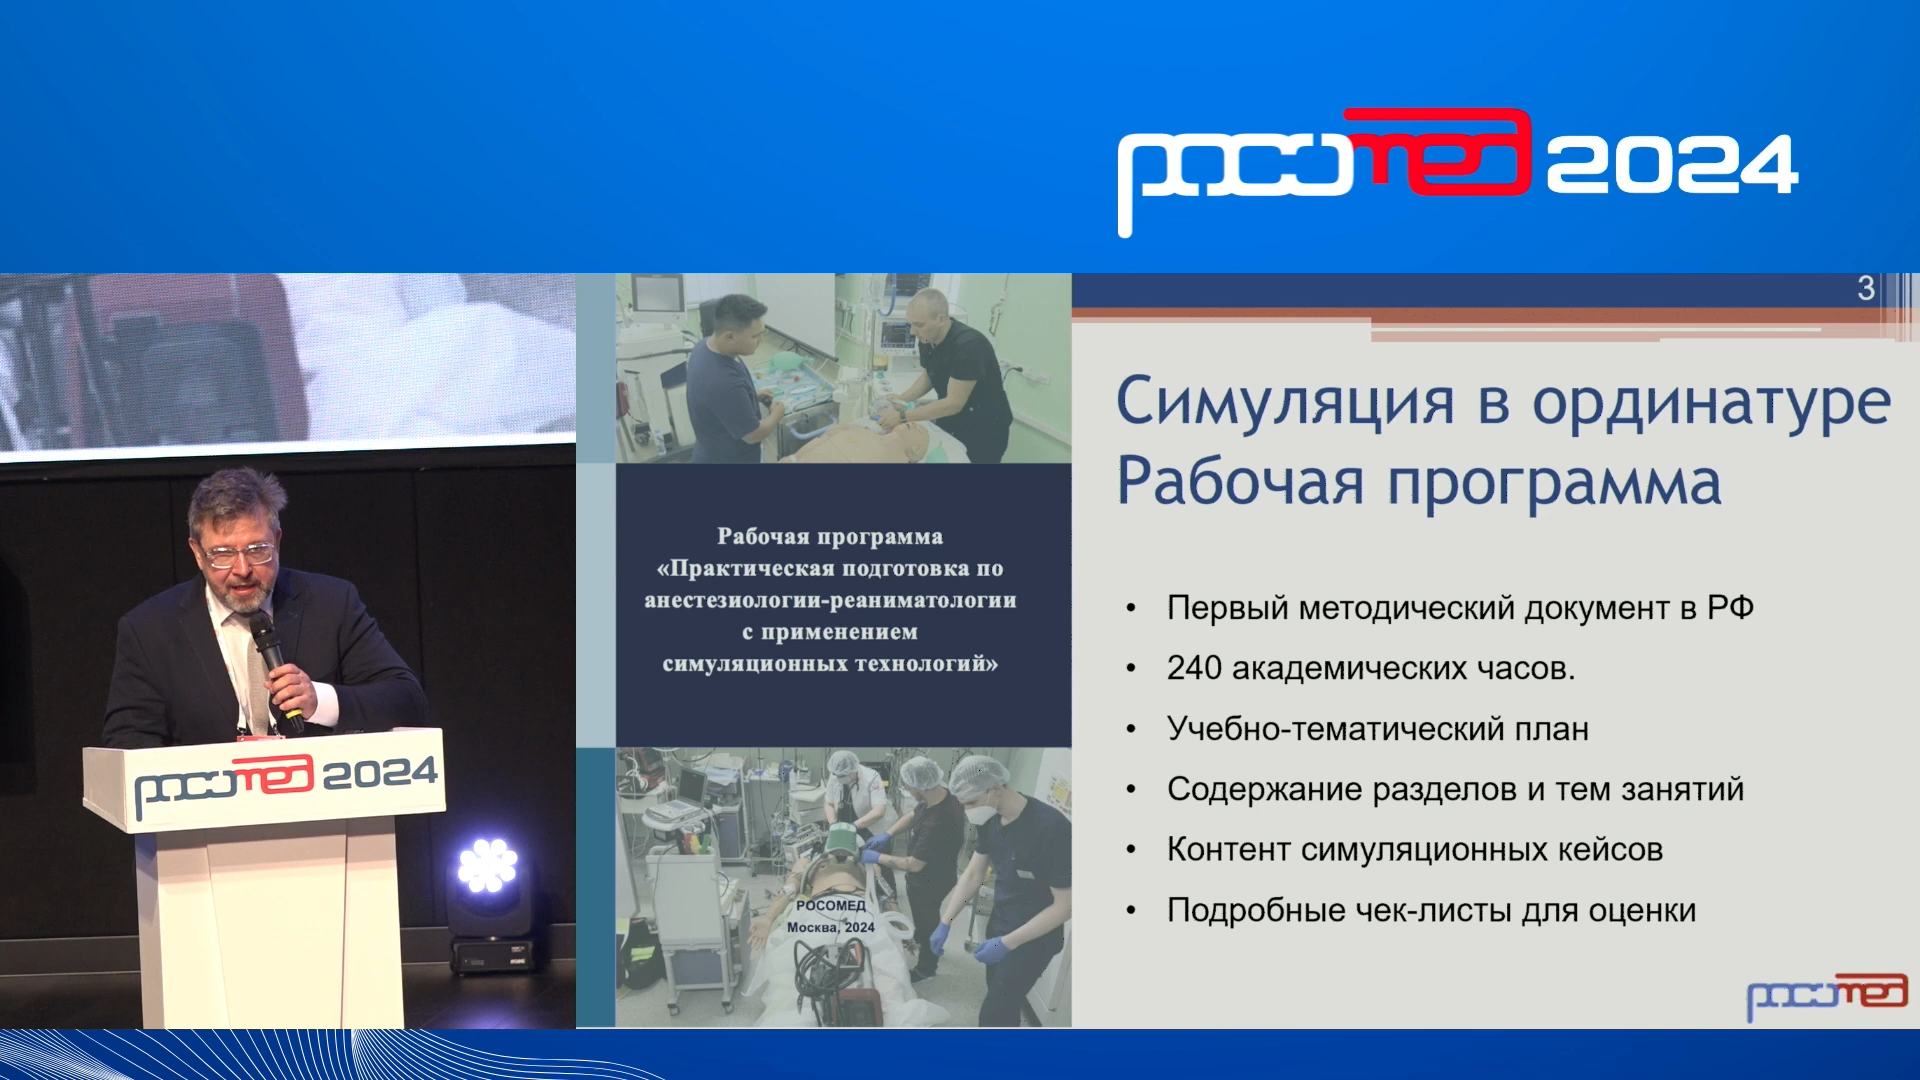 росомед 2024
росомед 2024
Рабочая программа
«Практическая подготовка по
анестезиологии-реаниматологии
с применением
симуляционных технологий»
РОСОМЕД
Москва, 2024
3
Симуляция в ординатуре
Рабочая программа
• Первый методический документ в РФ
• 240 академических часов.
• Учебно-тематический план
• Содержание разделов и тем занятий
• Контент симуляционных кейсов
• Подробные чек-листы для оценки
росомед